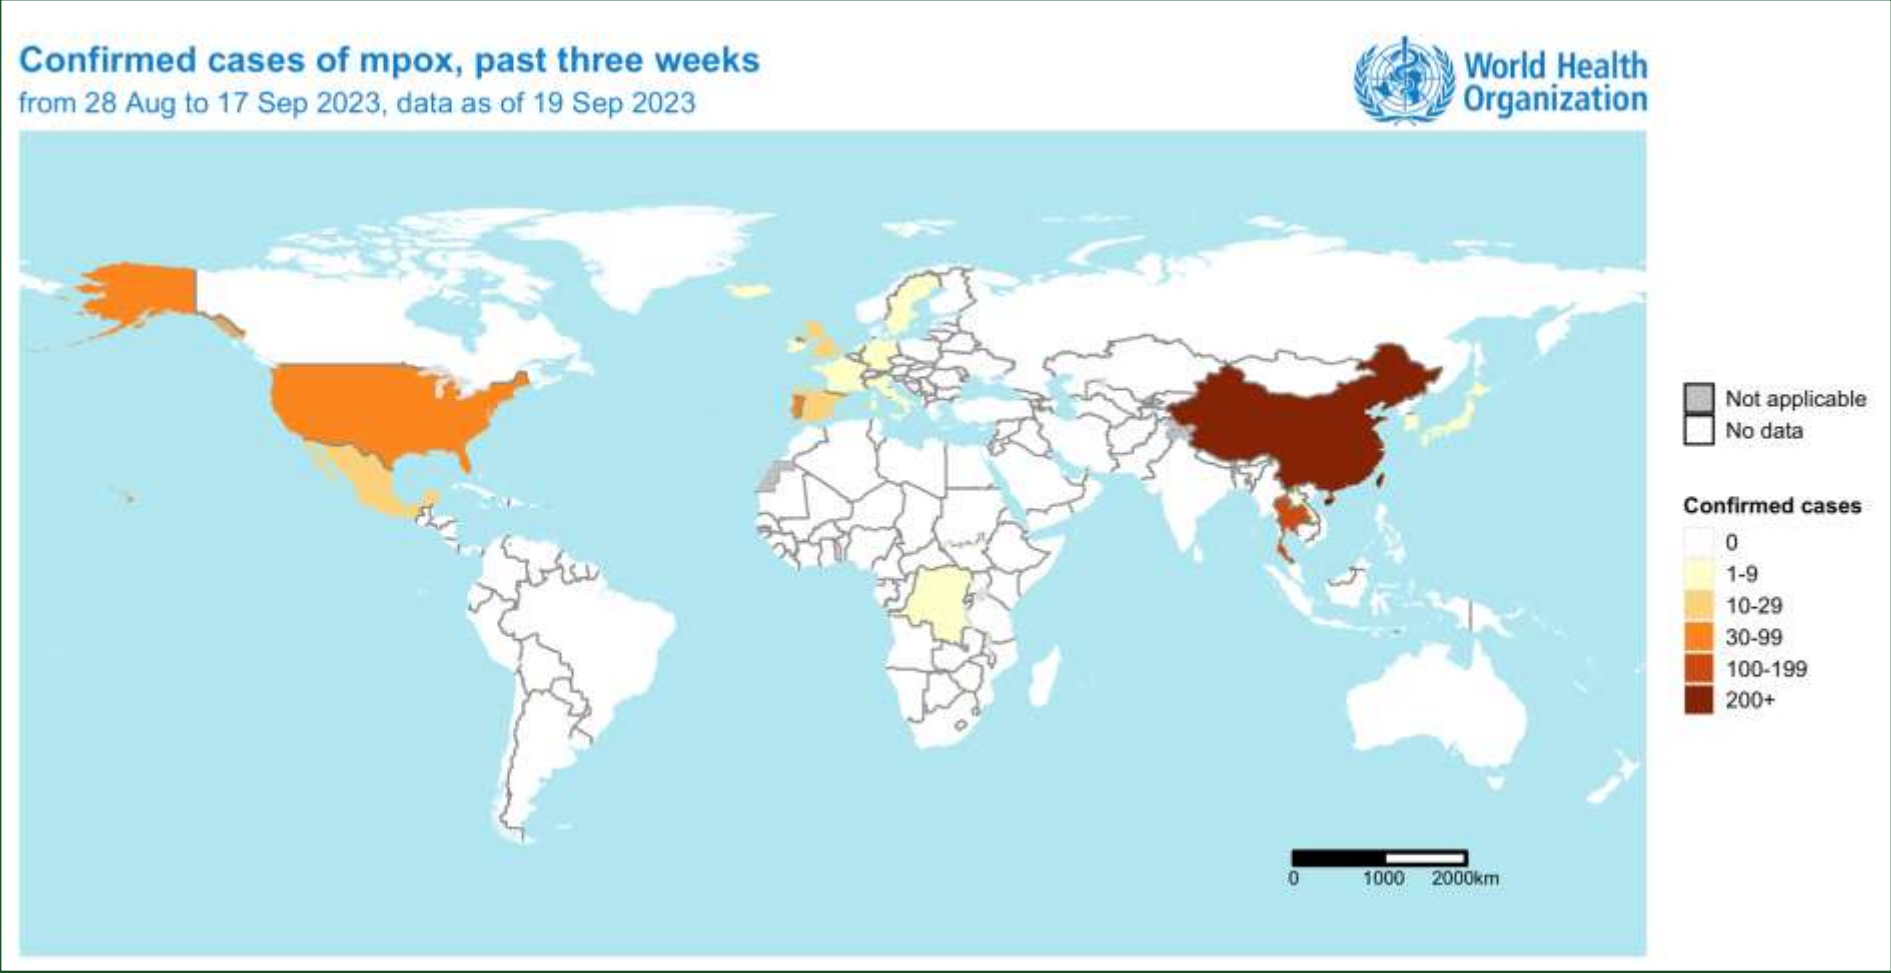 Confirmed cases of mpox, past three weeks
from 28 Aug to 17 Sep 2023, data as of 19 Sep 2023
World Health
Organization
Not applicable
No data
Confirmed cases
0
1-9
10-29
30-99
100-199
200+
0 1000 2000km